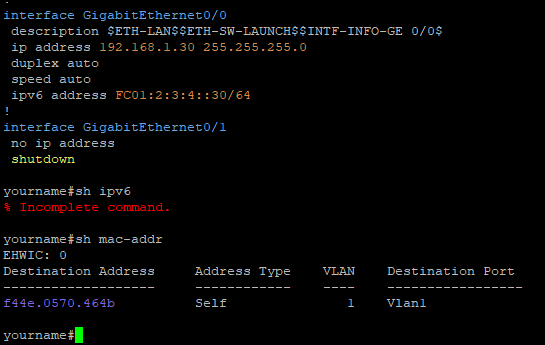 !
interface GigabitEthernet0/0
 description $ETH-LAN$$ETH-SW-LAUNCH$$INTF-INFO-GE 0/0$
 ip address 192.168.1.30 255.255.255.0
 duplex auto
 speed auto
 ipv6 address FC01:2:3:4::30/64
!
interface GigabitEthernet0/1
 no ip address
 shutdown
yourname#sh ipv6
% Incomplete command.
yourname#sh mac-addr
EHWIC: 0
Destination Address     Address Type    VLAN    Destination Port
-------------------     ------------    ----    -----------------
f44e.0570.464b          Self               1    Vlan1
yourname#